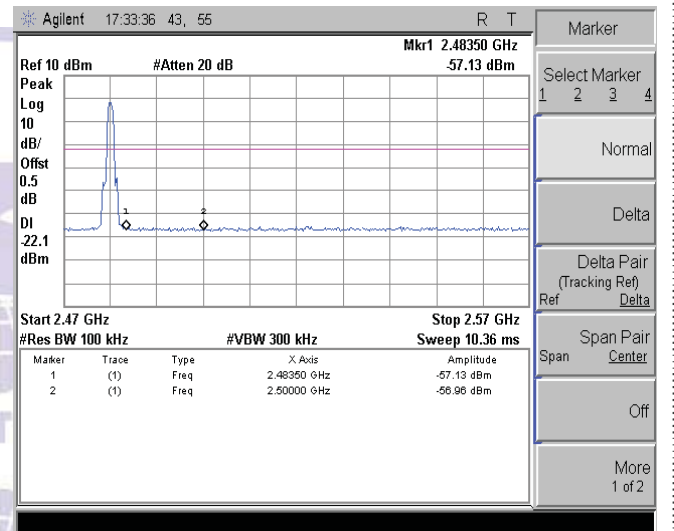 Agilent 17:33:36 43, 55 R T
Mkr1 2.48350 GHz
Ref 10 dBm #Atten 20 dB -57.13 dBm
Peak
Log
10
dB/
Offst
0.5
dB
DI
-22.1
dBm
1 2
Start 2.47 GHz Stop 2.57 GHz
#Res BW 100 kHz #VBW 300 kHz Sweep 10.36 ms
Marker Trace Type X Axis Amplitude
1 (1) Freq 2.48350 GHz -57.13 dBm
2 (1) Freq 2.50000 GHz -56.96 dBm
Marker
Select Marker
1 2 3 4
Normal
Delta
Delta Pair
(Tracking Ref)
Ref Delta
Span Pair
Span Center
Off
More
1 of 2